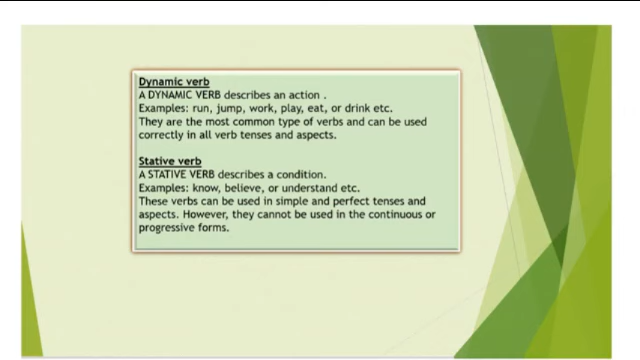 Dynamic verb
A DYNAMIC VERB describes an action .
Examples: run, jump, work, play, eat, or drink etc.
They are the most common type of verbs and can be used
correctly in all verb tenses and aspects.
Stative verb
A STATIVE VERB describes a condition.
Examples: know, believe, or understand etc.
These verbs can be used in simple and perfect tenses and
aspects. However, they cannot be used in the continuous or
progressive forms.